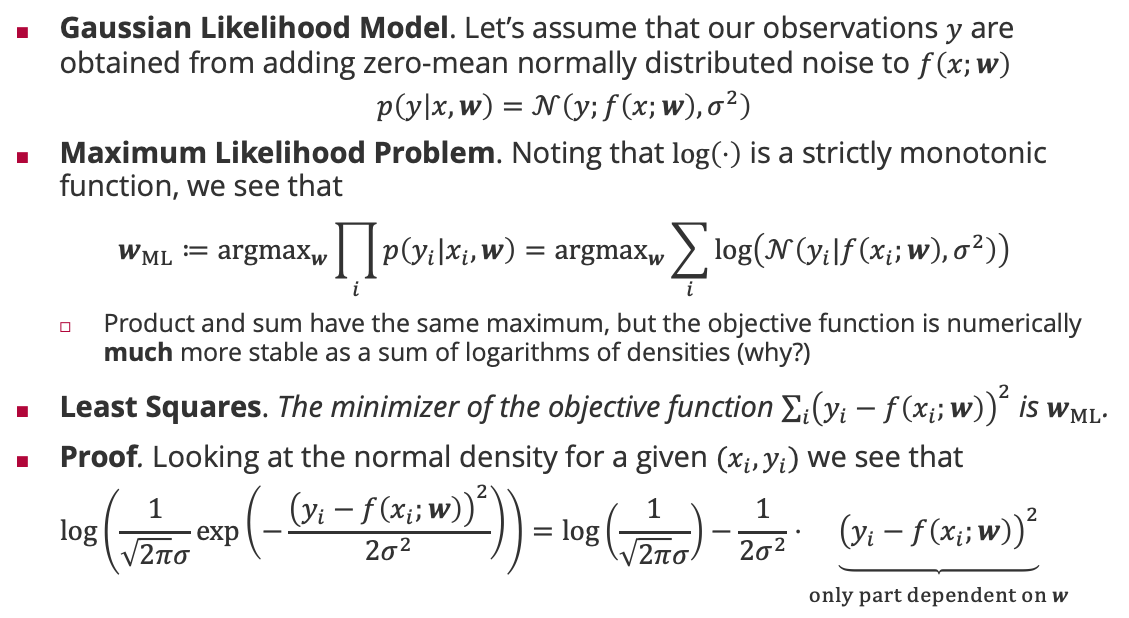 ▪ Gaussian Likelihood Model. Let’s assume that our observations y are
obtained from adding zero-mean normally distributed noise to f(x; w)
p(y|x, w) = 𝒩(y; f(x; w), σ²)
▪ Maximum Likelihood Problem. Noting that log(·) is a strictly monotonic
function, we see that
w_ML ≔ argmax_w ∏_i p(y_i|x_i, w) = argmax_w ∑_i log(𝒩(y_i|f(x_i; w), σ²))
▫ Product and sum have the same maximum, but the objective function is numerically
much more stable as a sum of logarithms of densities (why?)
▪ Least Squares. The minimizer of the objective function ∑_i(y_i − f(x_i; w))² is w_ML.
▪ Proof. Looking at the normal density for a given (x_i, y_i) we see that
log(1/(√(2π)σ) exp(−(y_i − f(x_i; w))²/(2σ²))) = log(1/(√(2π)σ)) − 1/(2σ²) · (y_i − f(x_i; w))²
only part dependent on w